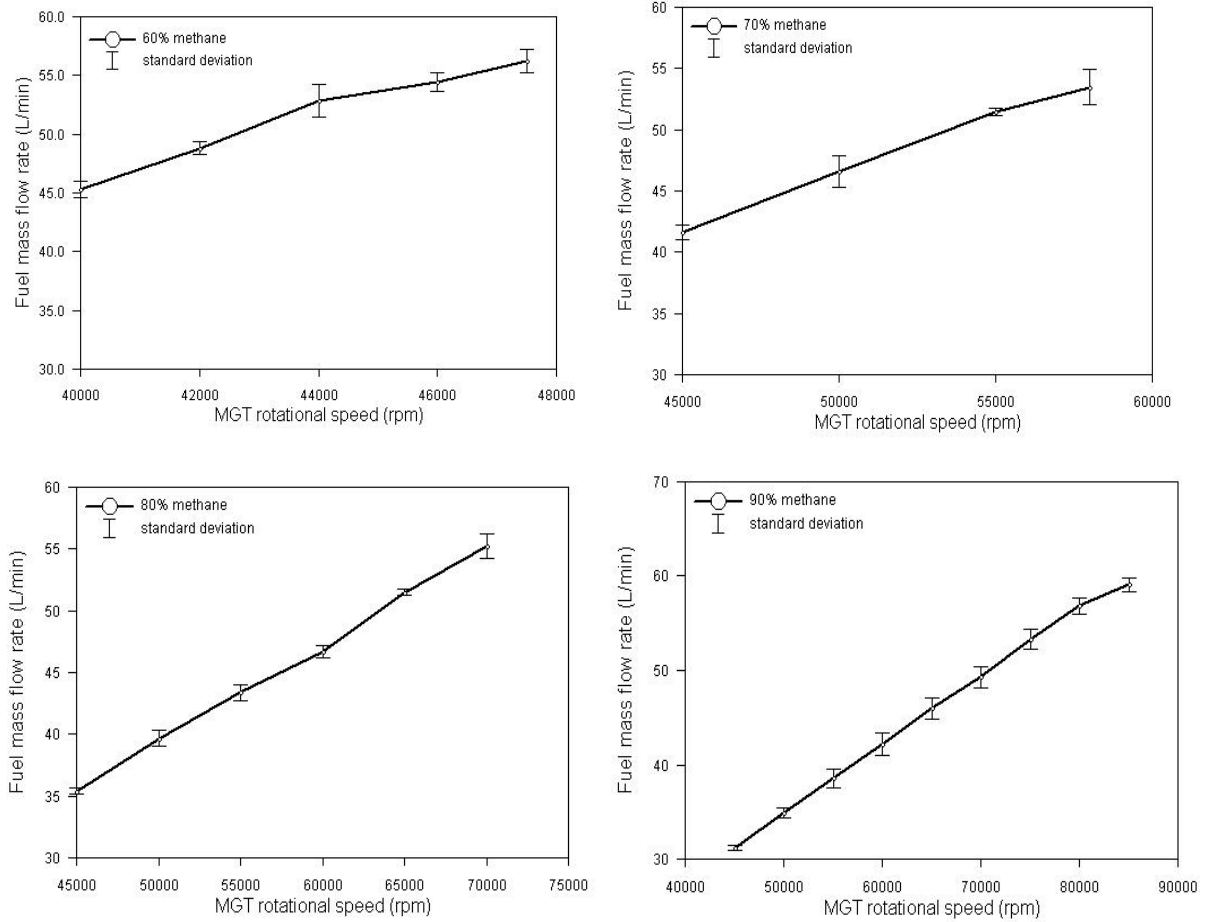 60.0
60% methane
standard deviation
55.0
50.0
45.0
40.0
35.0
30.0
Fuel mass flow rate (L/min)
40000 42000 44000 46000 48000
MGT rotational speed (rpm)
60
70% methane
standard deviation
55
50
45
40
35
30
Fuel mass flow rate (L/min)
45000 50000 55000 60000
MGT rotational speed (rpm)
60
80% methane
standard deviation
55
50
45
40
35
30
Fuel mass flow rate (L/min)
45000 50000 55000 60000 65000 70000 75000
MGT rotational speed (rpm)
70
90% methane
standard deviation
60
50
40
30
Fuel mass flow rate (L/min)
40000 50000 60000 70000 80000 90000
MGT rotational speed (rpm)